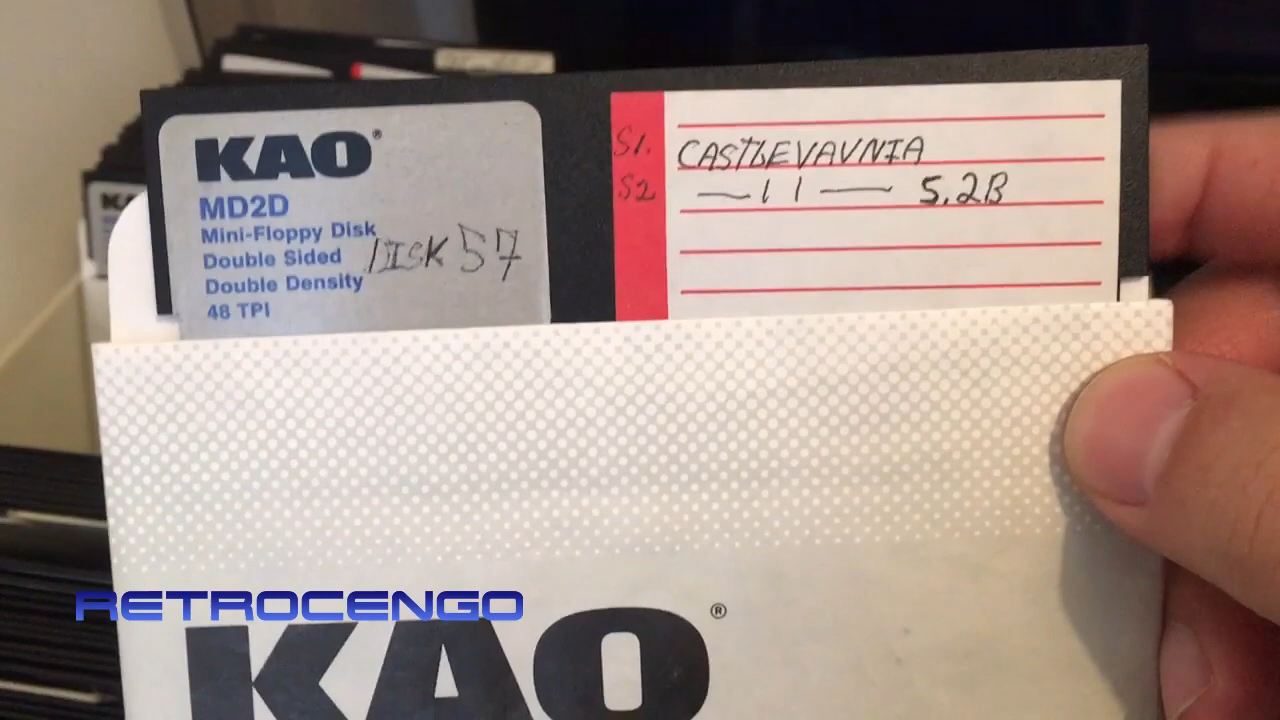 KAO®
MD2D
Mini-Floppy Disk
Double Sided
Double Density
48 TPI
DISK 57
S1. CASTLEVAVNIA
S2 — 11 — S.2B
RETROCENGO
KAO®